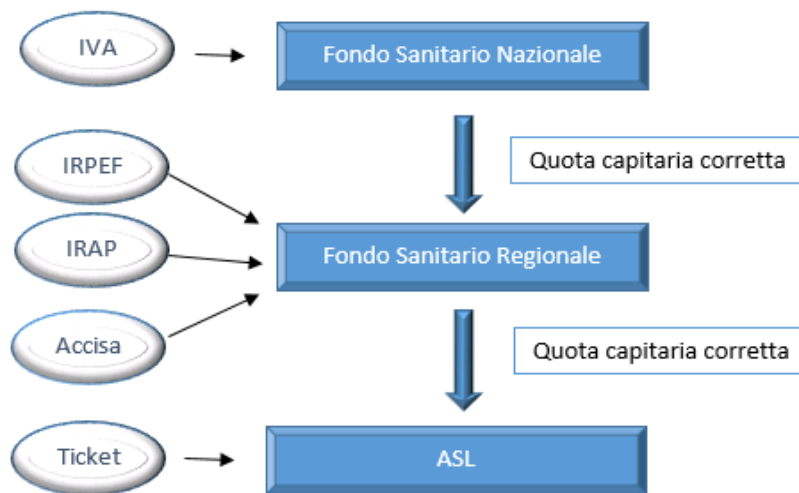 IVA
Fondo Sanitario Nazionale
Quota capitaria corretta
IRPEF
IRAP
Fondo Sanitario Regionale
Accisa
Quota capitaria corretta
Ticket
ASL